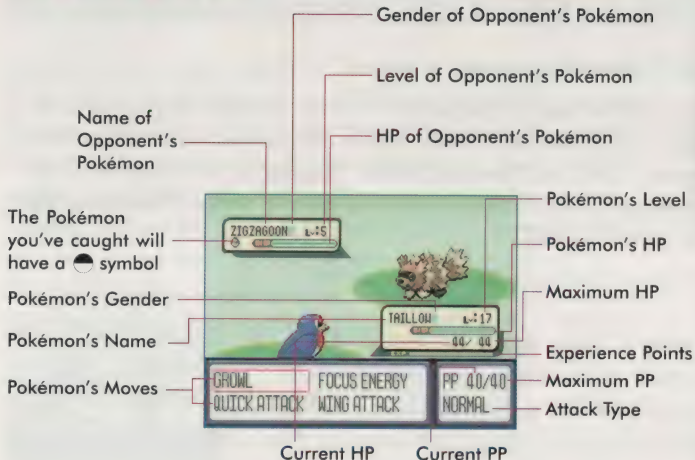 Gender of Opponent's Pokémon
Level of Opponent's Pokémon
Name of
Opponent's
Pokémon
HP of Opponent's Pokémon
The Pokémon
you've caught will
have a symbol
ZIGZAGOON Lv:5
Pokémon's Level
Pokémon's HP
Pokémon's Gender
Maximum HP
Pokémon's Name
TAILLOW Lv:17
44/ 44
Experience Points
Pokémon's Moves
GROWL FOCUS ENERGY
QUICK ATTACK WING ATTACK
PP 40/40
NORMAL
Maximum PP
Attack Type
Current HP
Current PP